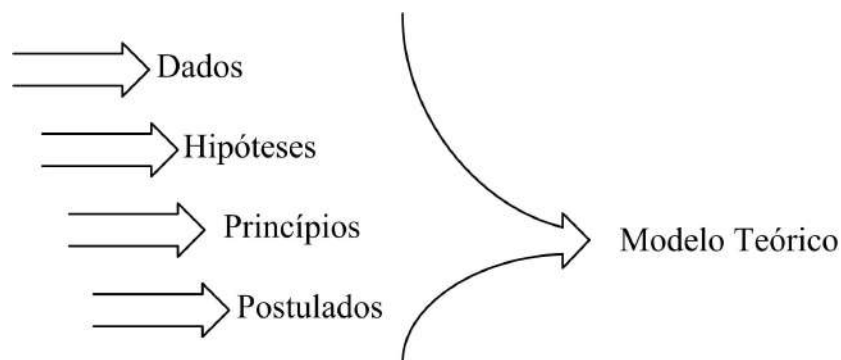 Dados
Hipóteses
Princípios
Postulados
Modelo Teórico